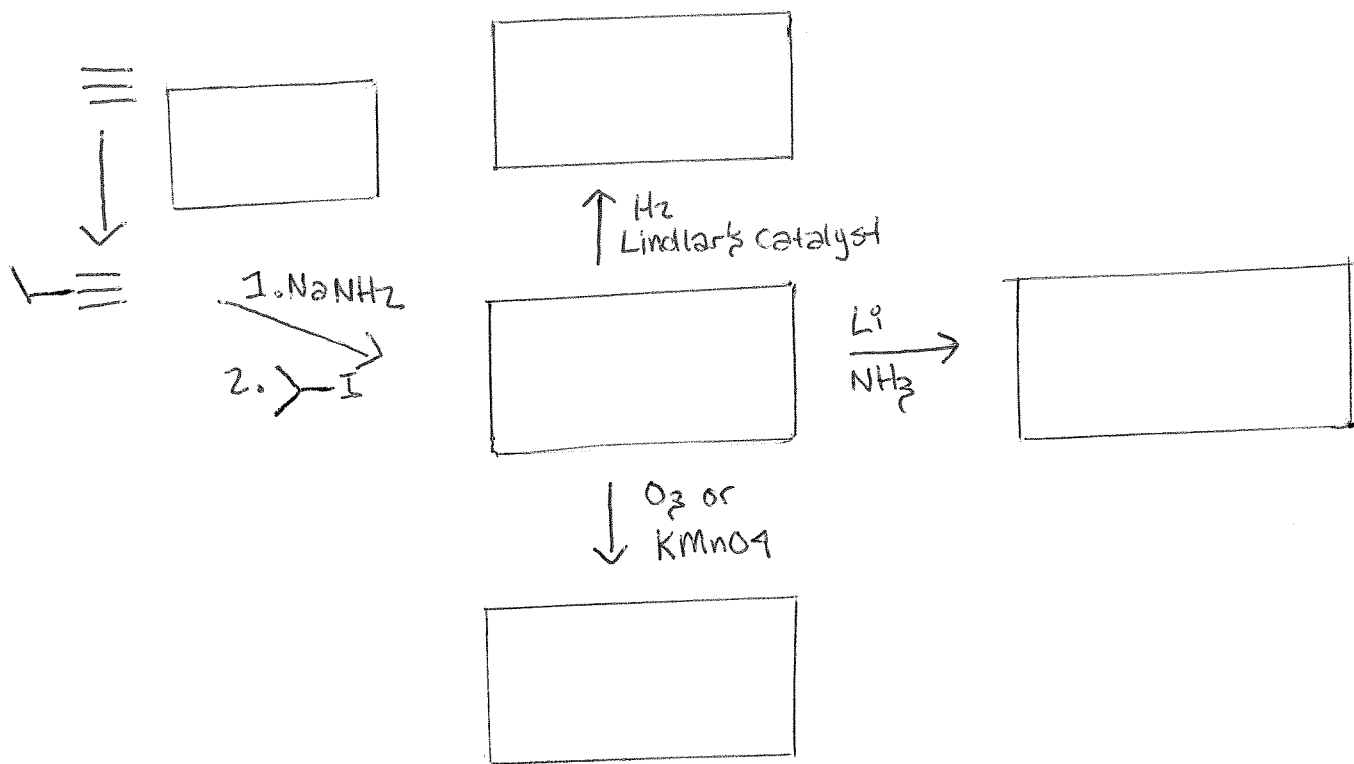 H2
Lindlar's Catalyst
1. NaNH2
2.
I
Li
NH3
O3 or
KMnO4